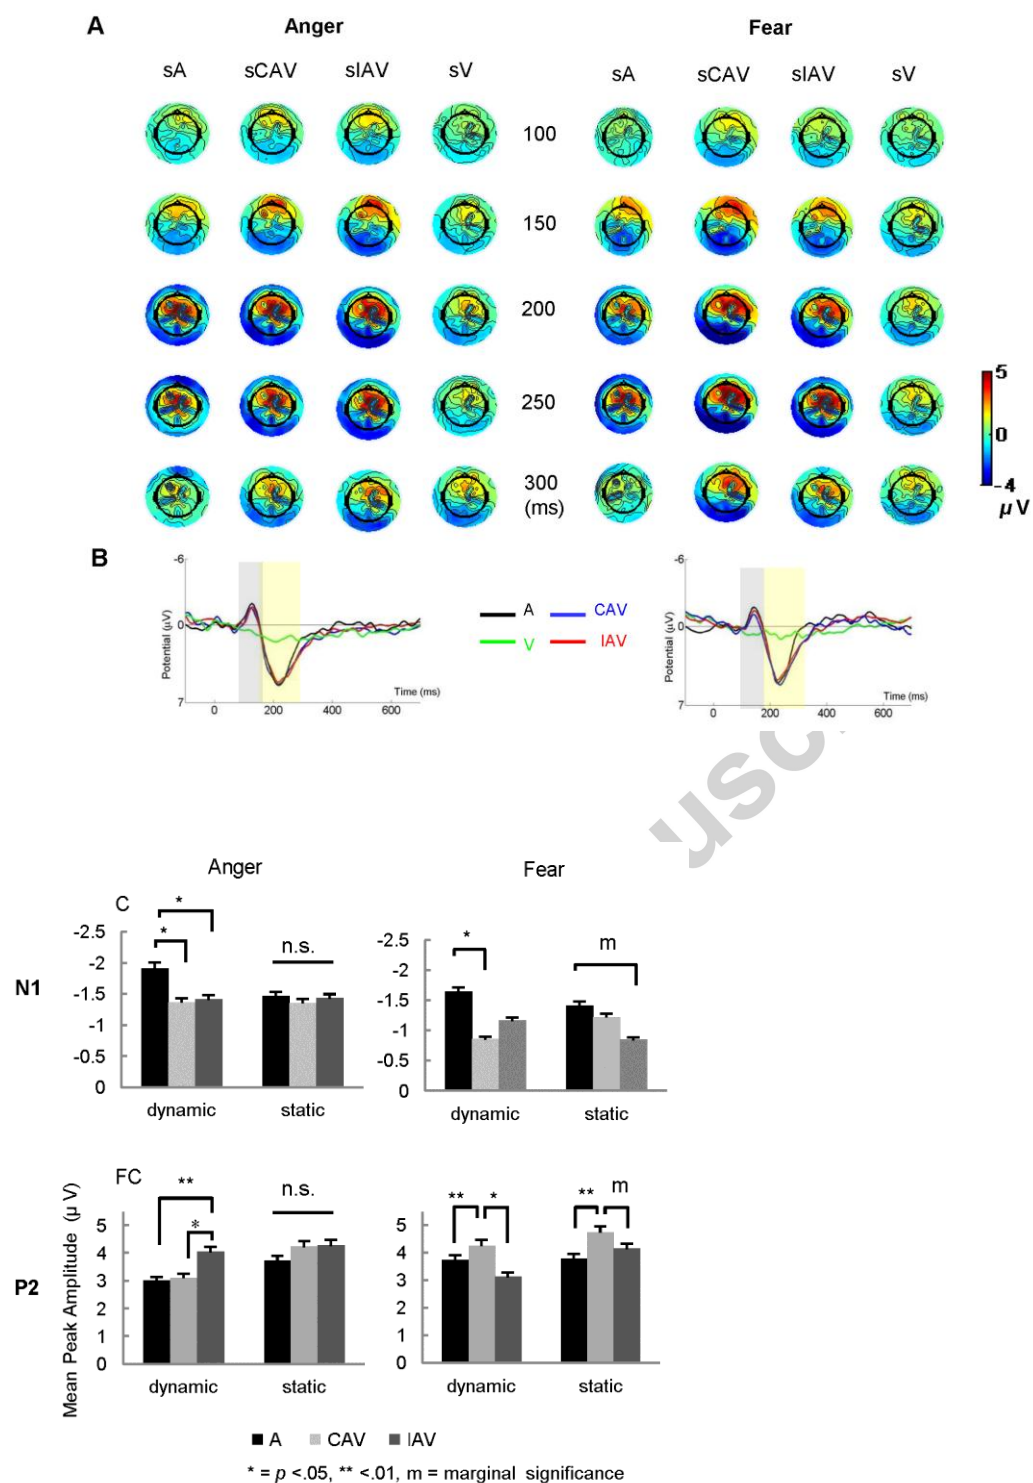 A Anger Fear
sA sCAV sIAV sV sA sCAV sIAV sV
100
150
200
250
300
(ms)
5
0
-4
μV
B
-6
0
7
Potential (μV)
Time (ms)
0 200 400 600
A CAV
V IAV
-6
0
7
Potential (μV)
Time (ms)
0 200 400 600
usc
Anger Fear
C
N1
-2.5
-2
-1.5
-1
-0.5
0
* *
n.s.
dynamic static
-2.5
-2
-1.5
-1
-0.5
0
*
m
dynamic static
FC
P2
Mean Peak Amplitude (μV)
5
4
3
2
1
0
**
*
n.s.
dynamic static
5
4
3
2
1
0
** * ** m
dynamic static
A CAV IAV
* = p <.05, ** <.01, m = marginal significance